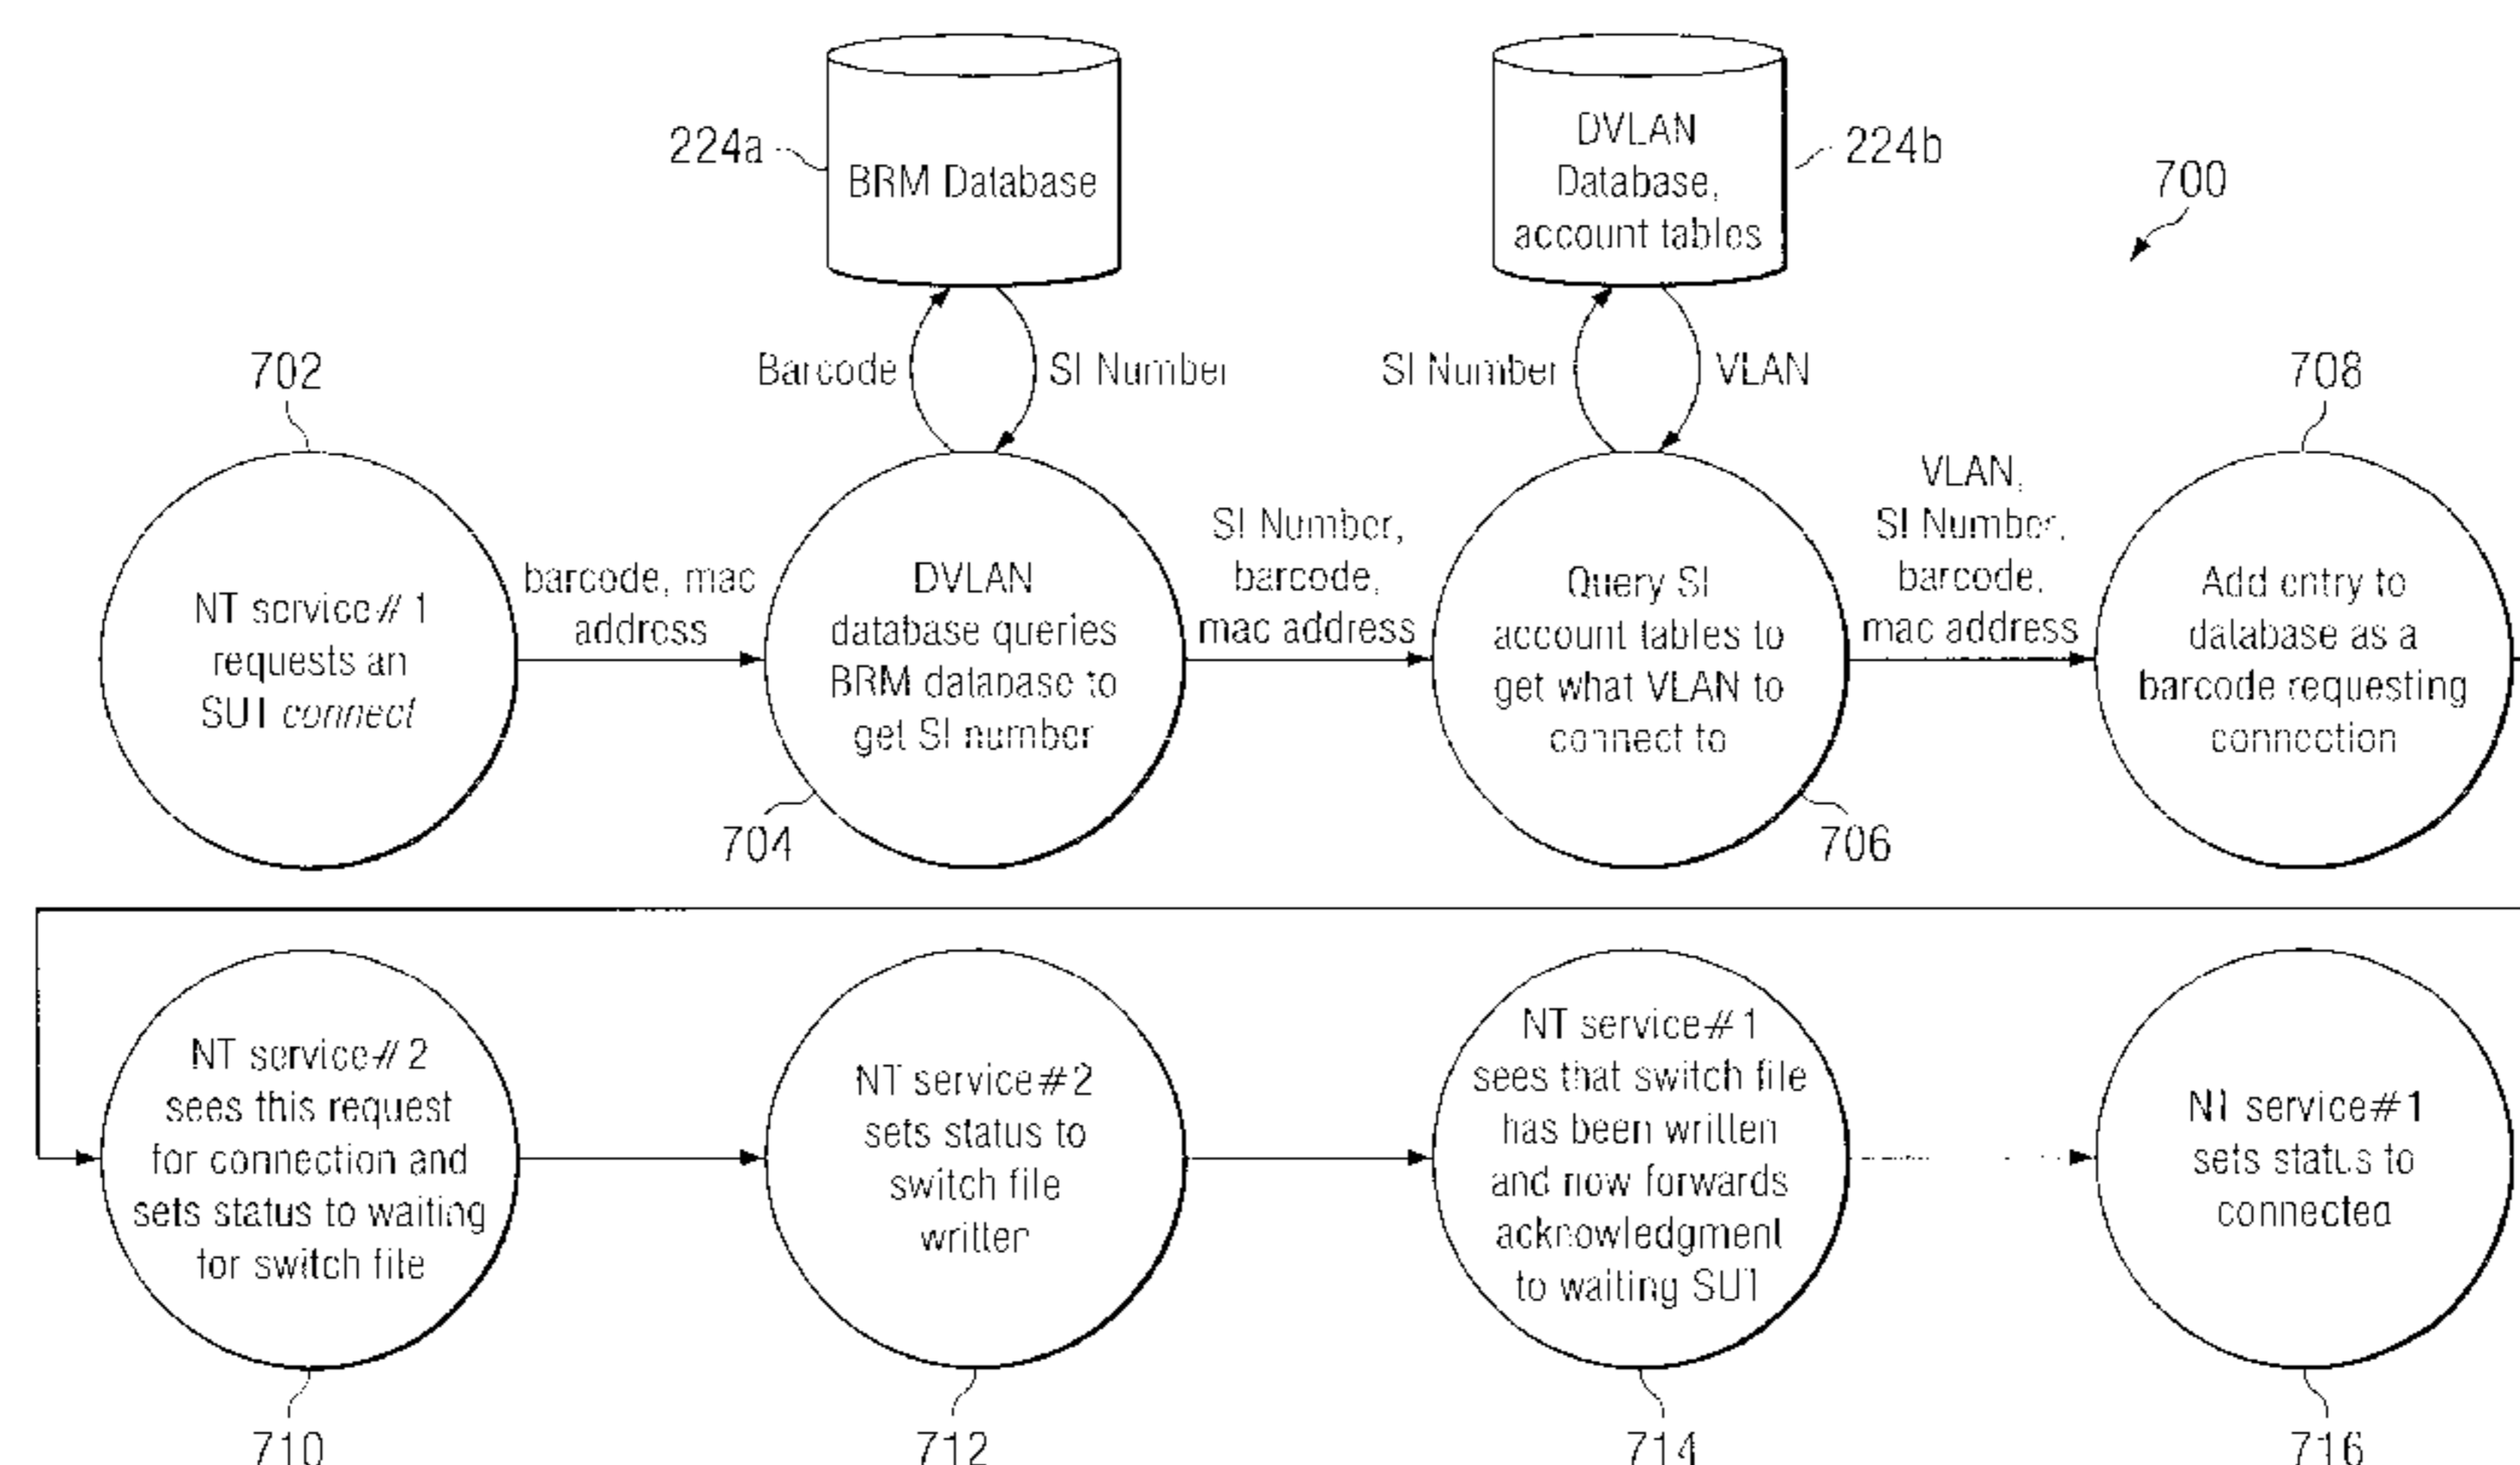 224a
BRM Database
DVLAN
Database,
account tables
224b
700
Barcode
SI Number
SI Number
VLAN
702
708
NT service# 1
requests an
SUT connect
barcode, mac
address
DVLAN
database queries
BRM database to
get SI number
704
SI Number,
barcode,
mac address
Query SI
account tables to
get what VLAN to
connect to
706
VLAN,
SI Number,
barcode,
mac address
Add entry to
database as a
barcode requesting
connection
NT service# 2
sees this request
for connection and
sets status to waiting
for switch file
710
NT service#2
sets status to
switch file
written
712
NT service#1
sees that switch file
has been written
and now forwards
acknowledgment
to waiting SUT
714
NT service#1
sets status to
connected
716